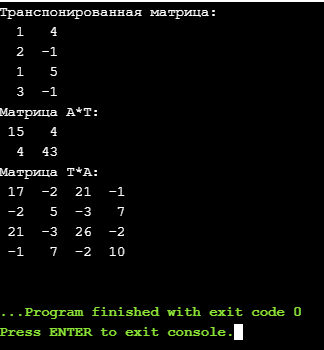 Транспонированная матрица:
1 4
2 -1
1 5
3 -1
Матрица A*T:
15 4
4 43
Матрица T*A:
17 -2 21 -1
-2 5 -3 7
21 -3 26 -2
-1 7 -2 10
...Program finished with exit code 0
Press ENTER to exit console.